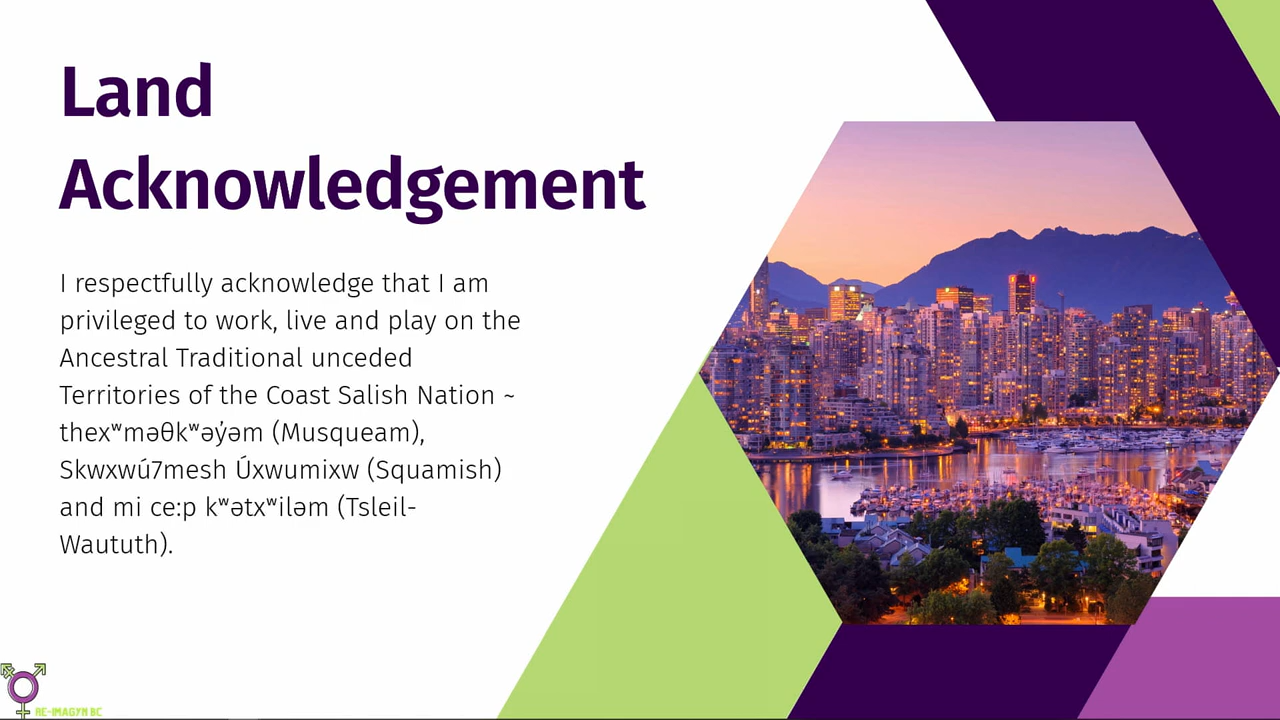 Land
Acknowledgement
I respectfully acknowledge that I am
privileged to work, live and play on the
Ancestral Traditional unceded
Territories of the Coast Salish Nation ~
thexʷməθkʷəy̓əm (Musqueam),
Skwxwú7mesh Úxwumixw (Squamish)
and mi ce:p kʷətxʷiləm (Tsleil-
Waututh).
RE-IMAGYN BC